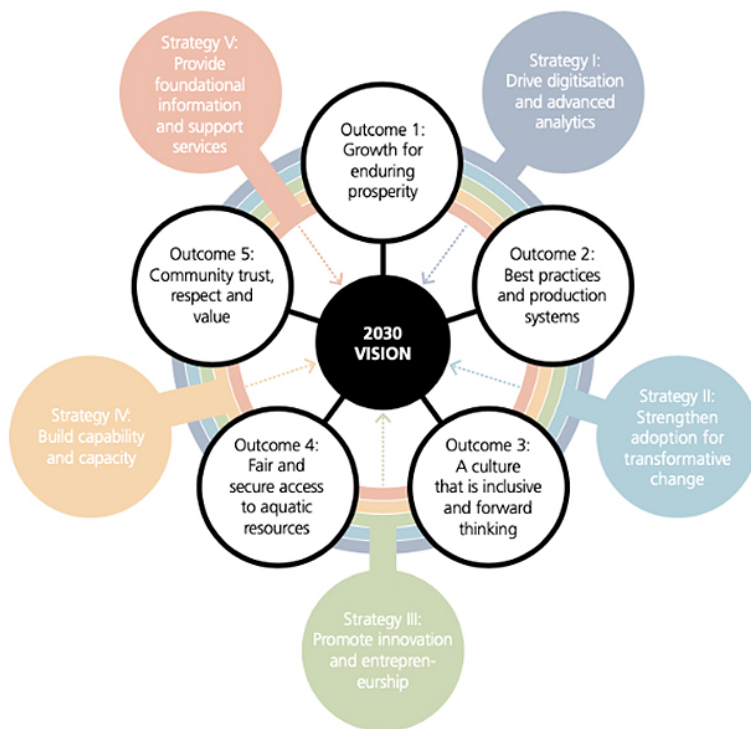 Strategy V:
Provide
foundational
information
and support
services
Strategy I:
Drive digitisation
and advanced
analytics
Outcome 1:
Growth for
enduring
prosperity
Outcome 5:
Community trust,
respect and
value
Outcome 2:
Best practices
and production
systems
2030
VISION
Strategy IV:
Build capability
and capacity
Strategy II:
Strengthen
adoption for
transformative
change
Outcome 4:
Fair and
secure access
to aquatic
resources
Outcome 3:
A culture
that is inclusive
and forward
thinking
Strategy III:
Promote innovation
and entrepren-
eurship